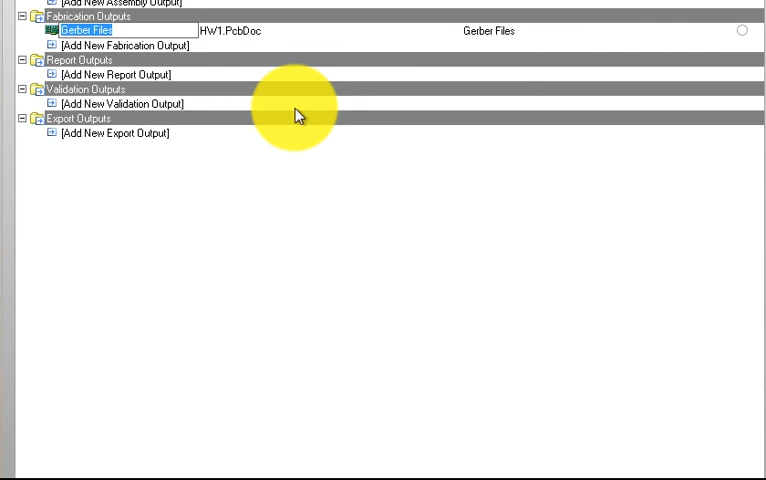 [Add New Assembly Output]
Fabrication Outputs
Gerber Files HW1.PcbDoc Gerber Files
[Add New Fabrication Output]
Report Outputs
[Add New Report Output]
Validation Outputs
[Add New Validation Output]
Export Outputs
[Add New Export Output]